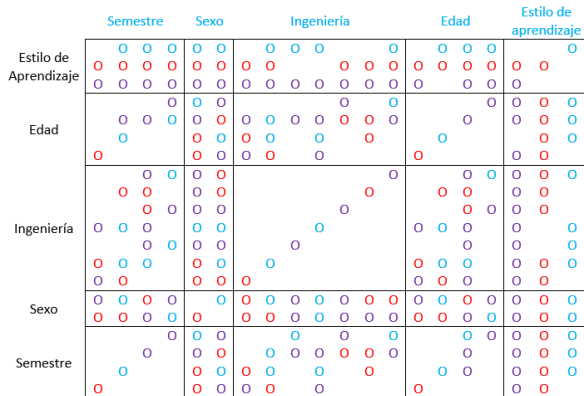 Semestre
Sexo
Ingeniería
Edad
Estilo de
aprendizaje
Estilo de
Aprendizaje
Edad
Ingeniería
Sexo
Semestre